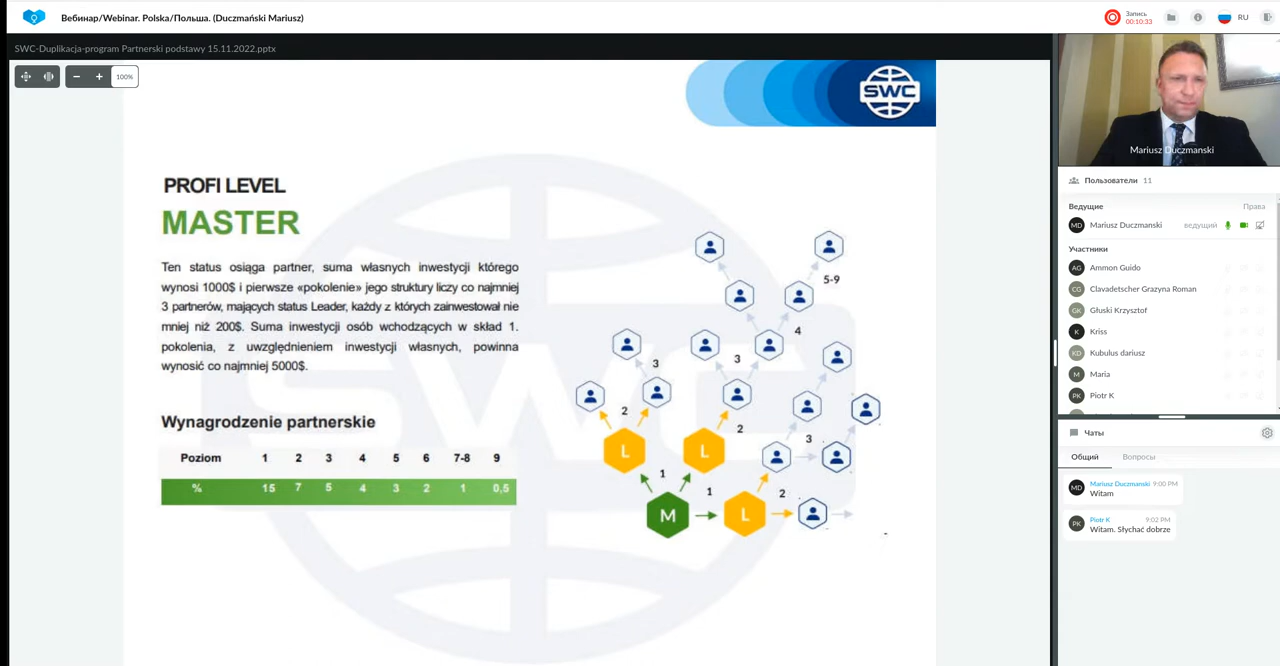 Вебинар/Webinar. Polska/Польша. (Duczmański Mariusz)
Запись
00:10:33
RU
SWC-Duplikacja-program Partnerski podstawy 15.11.2022.pptx
100%
SWC
PROFI LEVEL
MASTER
Ten status osiąga partner, suma własnych inwestycji którego
wynosi 1000$ i pierwsze «pokolenie» jego struktury liczy co najmniej
3 partnerów, mających status Leader, każdy z których zainwestował nie
mniej niż 200$. Suma inwestycji osób wchodzących w skład 1.
pokolenia, z uwzględnieniem inwestycji własnych, powinna
wynosić co najmniej 5000$.
Wynagrodzenie partnerskie
Poziom 1 2 3 4 5 6 7-8 9
% 15 7 5 4 3 2 1 0,5
5-9
4
3
3
2
2
L
L
3
1
1
2
M
L
Mariusz Duczmanski
Пользователи 11
Ведущие Права
MD Mariusz Duczmanski ведущий
Участники
AG Ammon Guido
CG Clavadetscher Grazyna Roman
GK Głuski Krzysztof
K Kriss
KD Kubulus dariusz
M Maria
PK Piotr K
Чаты
Общий Вопросы
MD Mariusz Duczmanski 9:00 PM
Witam
PK Piotr K 9:02 PM
Witam. Słychać dobrze